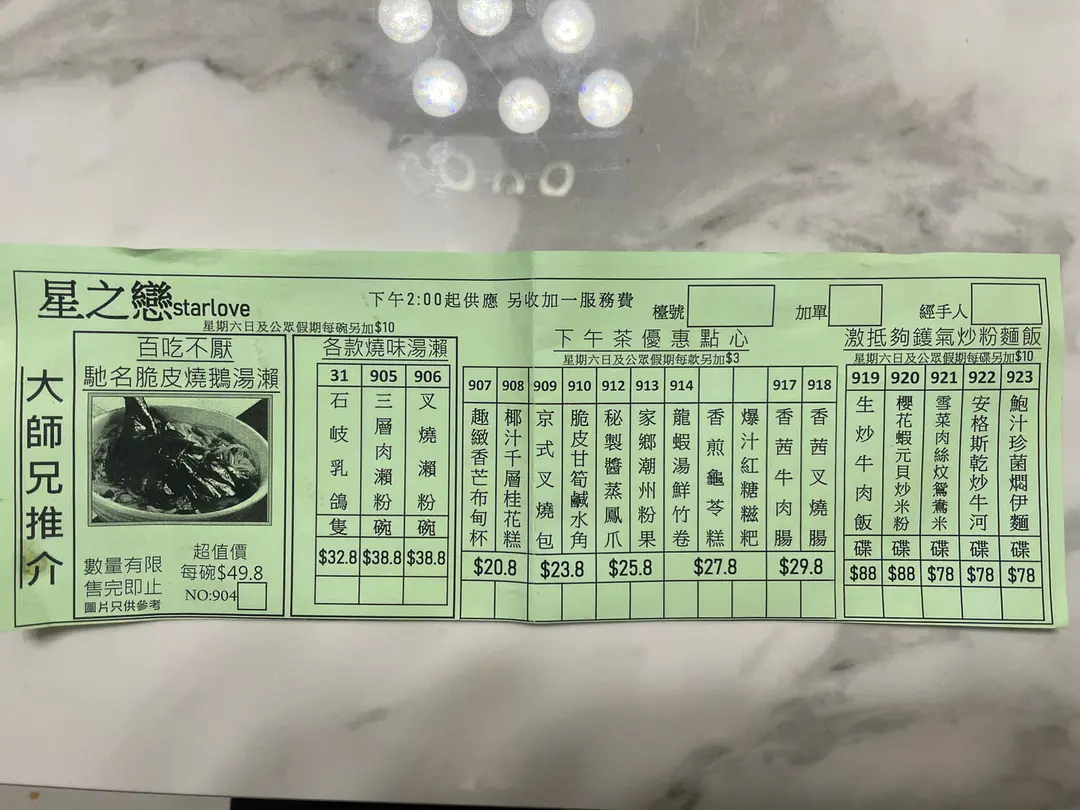 星之戀starlove
下午2:00起供應 另收加一服務費
檯號
加單
經手人
星期六日及公眾假期每碗另加$10
大師兄推介
百吃不厭
馳名脆皮燒鵝湯瀨
數量有限
售完即止
圖片只供參考
超值價
每碗$49.8
NO:904
各款燒味湯瀨
31 905 906
石岐乳鴿
三層肉瀨粉
叉燒瀨粉
隻 碗 碗
$32.8 $38.8 $38.8
下午茶優惠點心
星期六日及公眾假期每款另加$3
907 908 909 910 912 913 914 917 918
趣緻香芒布甸杯
椰汁千層桂花糕
京式叉燒包
脆皮甘筍鹹水角
秘製醬蒸鳳爪
家鄉潮州粉果
龍蝦湯鮮竹卷
香煎龜苓糕
爆汁紅糖糍粑
香茜牛肉腸
香茜叉燒腸
$20.8 $23.8 $25.8 $27.8 $29.8
激抵夠鑊氣炒粉麵飯
星期六日及公眾假期每碟另加$10
919 920 921 922 923
生炒牛肉飯
櫻花蝦元貝炒米粉
雪菜肉絲炆鴛鴦米
安格斯乾炒牛河
鮑汁珍菌燜伊麵
碟 碟 碟 碟 碟
$88 $88 $78 $78 $78